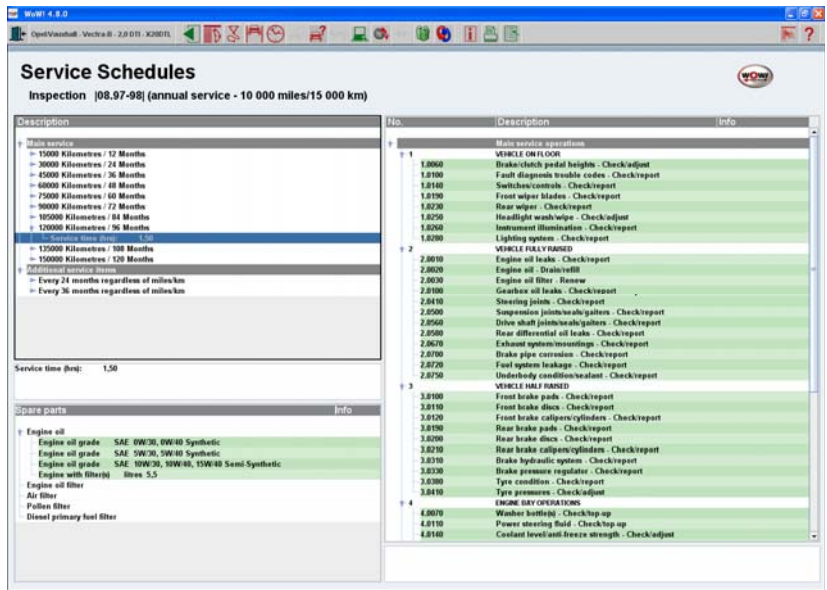 WoW! 4.8.0
Opel/Vauxhall - Vectra-B - 2,0 DTI - X20DTL
Service Schedules
Inspection |08.97-98| (annual service - 10 000 miles/15 000 km)
WOW!
Description
Main service
15000 Kilometres / 12 Months
30000 Kilometres / 24 Months
45000 Kilometres / 36 Months
60000 Kilometres / 48 Months
75000 Kilometres / 60 Months
90000 Kilometres / 72 Months
105000 Kilometres / 84 Months
120000 Kilometres / 96 Months
Service time (hrs): 1,50
135000 Kilometres / 108 Months
150000 Kilometres / 120 Months
Additional service items
Every 24 months regardless of miles/km
Every 36 months regardless of miles/km
Service time (hrs): 1,50
Spare parts Info
Engine oil
Engine oil grade SAE 0W/30, 0W/40 Synthetic
Engine oil grade SAE 5W/30, 5W/40 Synthetic
Engine oil grade SAE 10W/30, 10W/40, 15W/40 Semi-Synthetic
Engine with filter(s) litres 5,5
Engine oil filter
Air filter
Pollen filter
Diesel primary fuel filter
No. Description Info
Main service operations
1 VEHICLE ON FLOOR
1.0060 Brake/clutch pedal heights - Check/adjust
1.0100 Fault diagnosis trouble codes - Check/report
1.0140 Switches/controls - Check/report
1.0190 Front wiper blades - Check/report
1.0230 Rear wiper - Check/report
1.0250 Headlight wash/wipe - Check/adjust
1.0260 Instrument illumination - Check/report
1.0280 Lighting system - Check/report
2 VEHICLE FULLY RAISED
2.0010 Engine oil leaks - Check/report
2.0020 Engine oil - Drain/refill
2.0030 Engine oil filter - Renew
2.0100 Gearbox oil leaks - Check/report
2.0410 Steering joints - Check/report
2.0500 Suspension joints/seals/gaiters - Check/report
2.0560 Drive shaft joints/seals/gaiters - Check/report
2.0580 Rear differential oil leaks - Check/report
2.0670 Exhaust system/mountings - Check/report
2.0700 Brake pipe corrosion - Check/report
2.0720 Fuel system leakage - Check/report
2.0750 Underbody condition/sealant - Check/report
3 VEHICLE HALF RAISED
3.0100 Front brake pads - Check/report
3.0110 Front brake discs - Check/report
3.0120 Front brake calipers/cylinders - Check/report
3.0190 Rear brake pads - Check/report
3.0200 Rear brake discs - Check/report
3.0210 Rear brake calipers/cylinders - Check/report
3.0310 Brake hydraulic system - Check/report
3.0330 Brake pressure regulator - Check/report
3.0380 Tyre condition - Check/report
3.0410 Tyre pressures - Check/adjust
4 ENGINE BAY OPERATIONS
4.0070 Washer bottle(s) - Check/top-up
4.0110 Power steering fluid - Check/top-up
4.0140 Coolant level/anti-freeze strength - Check/adjust